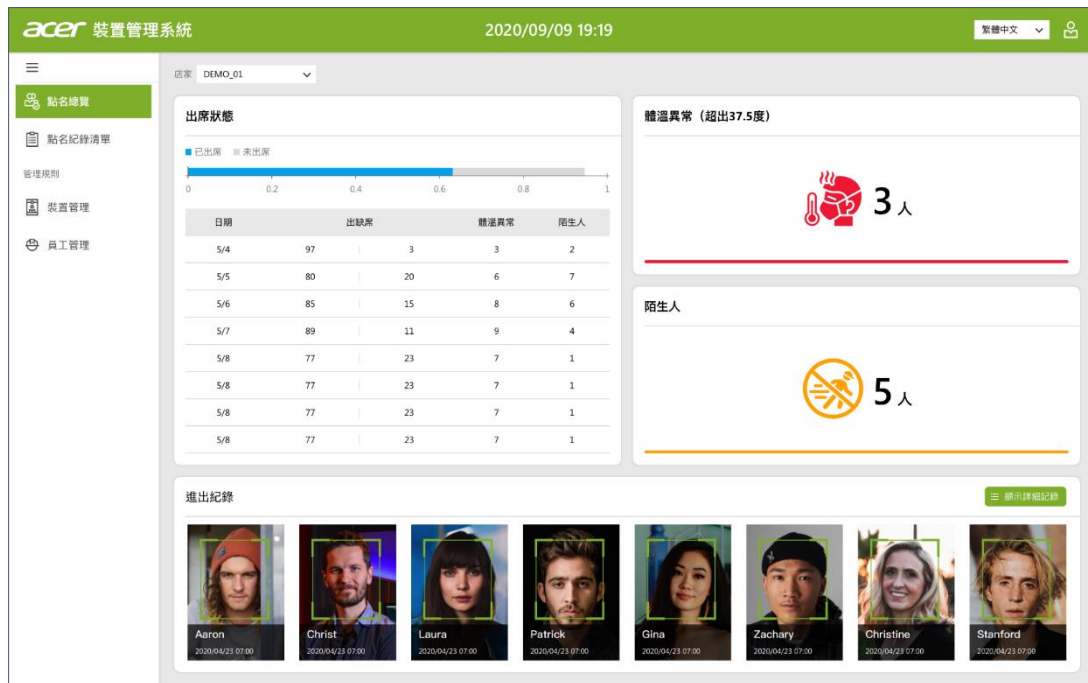 acer 裝置管理系統
2020/09/09 19:19
繁體中文
店家 DEMO_01
點名總覽
點名紀錄清單
管理規則
裝置管理
員工管理
出席狀態
已出席 未出席
0 0.2 0.4 0.6 0.8 1
日期 出缺席 體溫異常 陌生人
5/4 97 3 3 2
5/5 80 20 6 7
5/6 85 15 8 6
5/7 89 11 9 4
5/8 77 23 7 1
5/8 77 23 7 1
5/8 77 23 7 1
5/8 77 23 7 1
體溫異常（超出37.5度）
3 人
陌生人
5 人
進出紀錄
顯示詳細記錄
Aaron
2020/04/23 07:00
Christ
2020/04/23 07:00
Laura
2020/04/23 07:00
Patrick
2020/04/23 07:00
Gina
2020/04/23 07:00
Zachary
2020/04/23 07:00
Christine
2020/04/23 07:00
Stanford
2020/04/23 07:00